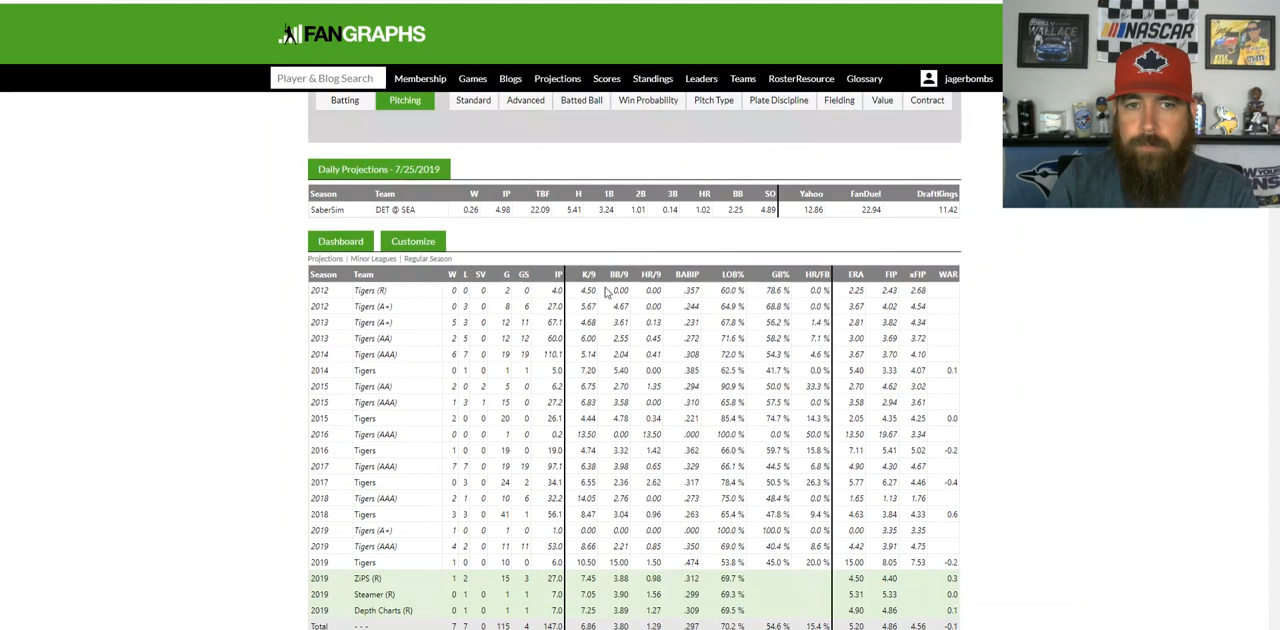 FANGRAPHS
NASCAR
Player & Blog Search Membership Games Blogs Projections Scores Standings Leaders Teams RosterResource Glossary jagerbombs
Batting Pitching Standard Advanced Batted Ball Win Probability Pitch Type Plate Discipline Fielding Value Contract
Daily Projections - 7/25/2019
Season Team W IP TBF H 1B 2B 3B HR BB SO Yahoo FanDuel DraftKings
SaberSim DET @ SEA 0.26 4.98 22.09 5.41 3.24 1.01 0.14 1.02 2.25 4.89 12.86 22.94 11.42
Dashboard Customize
Projections | Minor Leagues | Regular Season
Season Team W L SV G GS IP K/9 BB/9 HR/9 BABIP LOB% GB% HR/FB ERA FIP xFIP WAR
2012 Tigers (R) 0 0 0 2 0 4.0 4.50 0.00 0.00 .357 60.0 % 78.6 % 0.0 % 2.25 2.43 2.68
2012 Tigers (A+) 0 3 0 8 6 27.0 5.67 4.67 0.00 .244 64.9 % 68.8 % 0.0 % 3.67 4.02 4.54
2013 Tigers (A+) 5 3 0 12 11 67.1 4.68 3.61 0.13 .231 67.8 % 56.2 % 1.4 % 2.81 3.82 4.34
2013 Tigers (AA) 2 5 0 12 12 60.0 6.00 2.55 0.45 .272 71.6 % 58.2 % 7.1 % 3.00 3.69 3.72
2014 Tigers (AAA) 6 7 0 19 19 110.1 5.14 2.04 0.41 .308 72.0 % 54.3 % 4.6 % 3.67 3.70 4.10
2014 Tigers 0 1 0 1 1 5.0 7.20 5.40 0.00 .385 62.5 % 41.7 % 0.0 % 5.40 3.33 4.07 0.1
2015 Tigers (AA) 2 0 2 5 0 6.2 6.75 2.70 1.35 .294 90.9 % 50.0 % 33.3 % 2.70 4.62 3.02
2015 Tigers (AAA) 1 3 1 15 0 27.2 6.83 3.58 0.00 .310 65.8 % 57.5 % 0.0 % 3.58 2.94 3.61
2015 Tigers 2 0 0 20 0 26.1 4.44 4.78 0.34 .221 85.4 % 74.7 % 14.3 % 2.05 4.35 4.25 0.0
2016 Tigers (AAA) 0 0 0 1 0 0.2 13.50 0.00 13.50 .000 0.0 % 0.0 % 50.0 % 13.50 19.67 3.34
2016 Tigers 1 0 0 19 0 19.0 4.74 3.32 1.42 .362 66.0 % 59.7 % 15.8 % 7.11 5.41 5.02 -0.2
2017 Tigers (AAA) 7 7 0 19 19 97.1 6.38 3.98 0.65 .329 66.1 % 44.5 % 6.8 % 4.90 4.30 4.67
2017 Tigers 0 3 0 24 2 34.1 6.55 2.36 2.62 .317 78.4 % 50.5 % 26.3 % 5.77 6.27 4.46 -0.4
2018 Tigers (AAA) 2 1 0 10 6 32.2 14.05 2.76 0.00 .273 75.0 % 48.4 % 0.0 % 1.65 1.13 1.76
2018 Tigers 3 3 0 41 1 56.1 8.47 3.04 0.96 .263 65.4 % 47.8 % 9.4 % 4.63 3.84 4.33 0.6
2019 Tigers (A+) 1 0 0 1 0 1.0 0.00 0.00 0.00 .000 0.0 % 100.0 % 0.0 % 0.00 3.35 3.35
2019 Tigers (AAA) 4 2 0 11 11 53.0 8.66 2.21 0.85 .350 69.0 % 40.4 % 8.6 % 4.42 3.91 4.75
2019 Tigers 1 0 0 10 0 6.0 10.50 15.00 1.50 .474 53.8 % 45.0 % 20.0 % 15.00 8.05 7.53 -0.2
2019 ZiPS (R) 1 2 15 3 27.0 7.45 3.88 0.98 .312 69.7 % 4.50 4.40 0.3
2019 Steamer (R) 0 1 0 1 1 7.0 7.05 3.90 1.56 .299 69.3 % 5.31 5.33 0.0
2019 Depth Charts (R) 0 1 0 1 1 7.0 7.25 3.89 1.27 .309 69.5 % 4.90 4.86 0.1
Total - - - 7 7 0 115 4 147.0 6.86 3.80 1.29 .297 70.2 % 54.6 % 15.4 % 5.20 4.86 4.56 -0.1